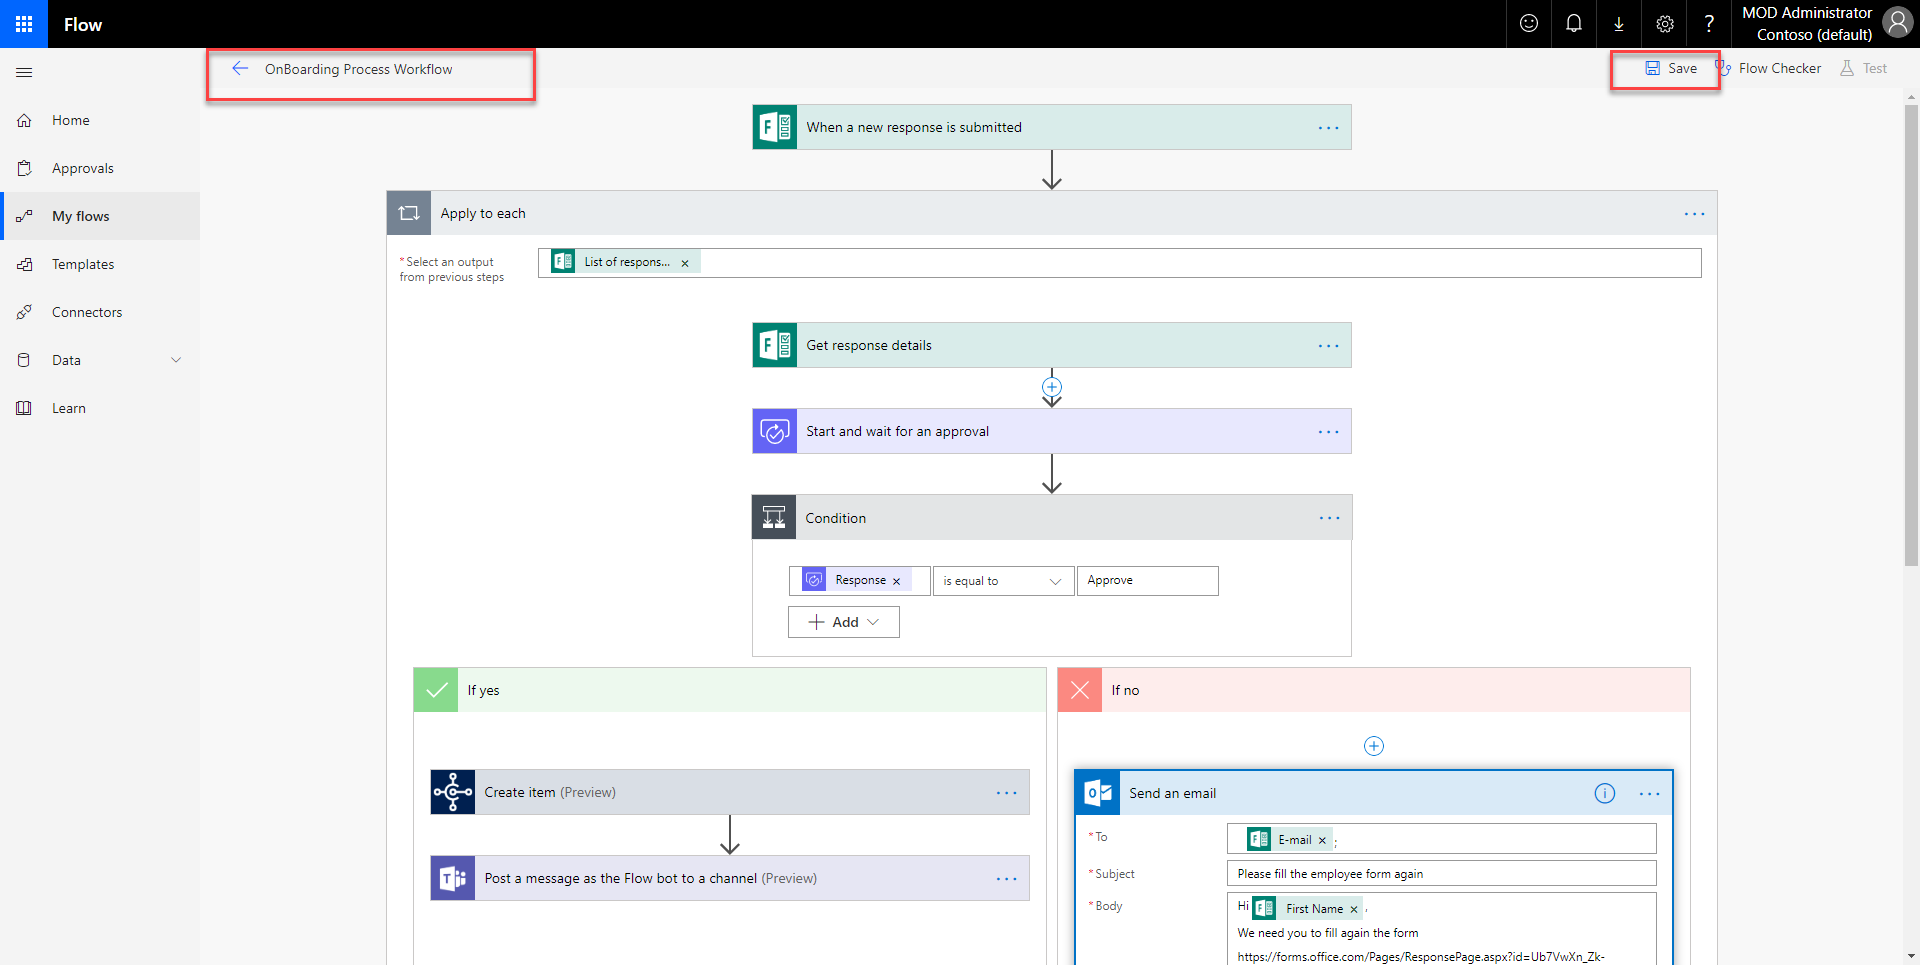 Flow
MOD Administrator
Contoso (default)
OnBoarding Process Workflow
Save
Flow Checker
Test
Home
Approvals
My flows
Templates
Connectors
Data
Learn
When a new response is submitted
Apply to each
*Select an output
from previous steps
List of respons...
Get response details
Start and wait for an approval
Condition
Response
is equal to
Approve
Add
If yes
If no
Create item (Preview)
Post a message as the Flow bot to a channel (Preview)
Send an email
*To
E-mail ;
*Subject
Please fill the employee form again
*Body
Hi First Name ,
We need you to fill again the form
https://forms.office.com/Pages/ResponsePage.aspx?id=Ub7VwXn_Zk-